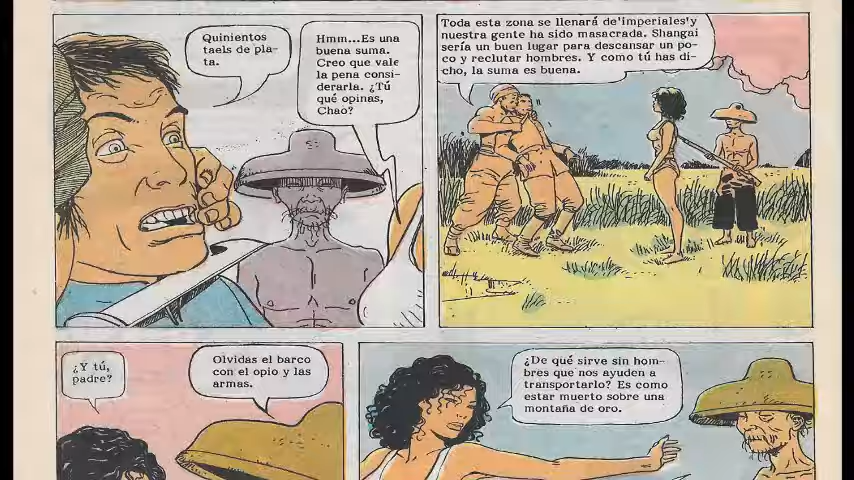 Quinientos
taels de pla-
ta.
Hmm...Es una
buena suma.
Creo que vale
la pena consi-
derarla. ¿Tú
qué opinas,
Chao?
Toda esta zona se llenará de'imperiales'y
nuestra gente ha sido masacrada. Shangai
sería un buen lugar para descansar un po-
co y reclutar hombres. Y como tú has di-
cho, la suma es buena.
¿Y tú,
padre?
Olvidas el barco
con el opio y las
armas.
¿De qué sirve sin hom-
bres que nos ayuden a
transportarlo? Es como
estar muerto sobre una
montaña de oro.